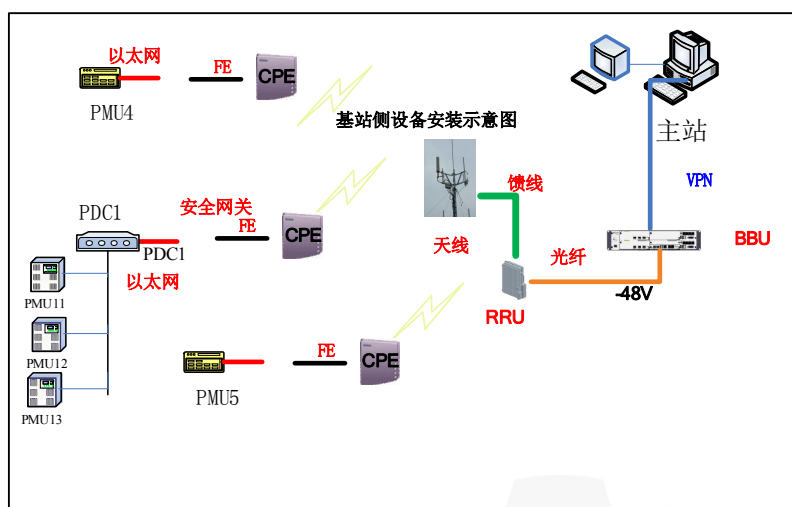 以太网
FE
CPE
PMU4
基站侧设备安装示意图
主站
馈线
VPN
安全网关
PDC1
FE
CPE
PDC1
以太网
天线
光纤
BBU
-48V
RRU
PMU11
PMU12
PMU13
FE
CPE
PMU5